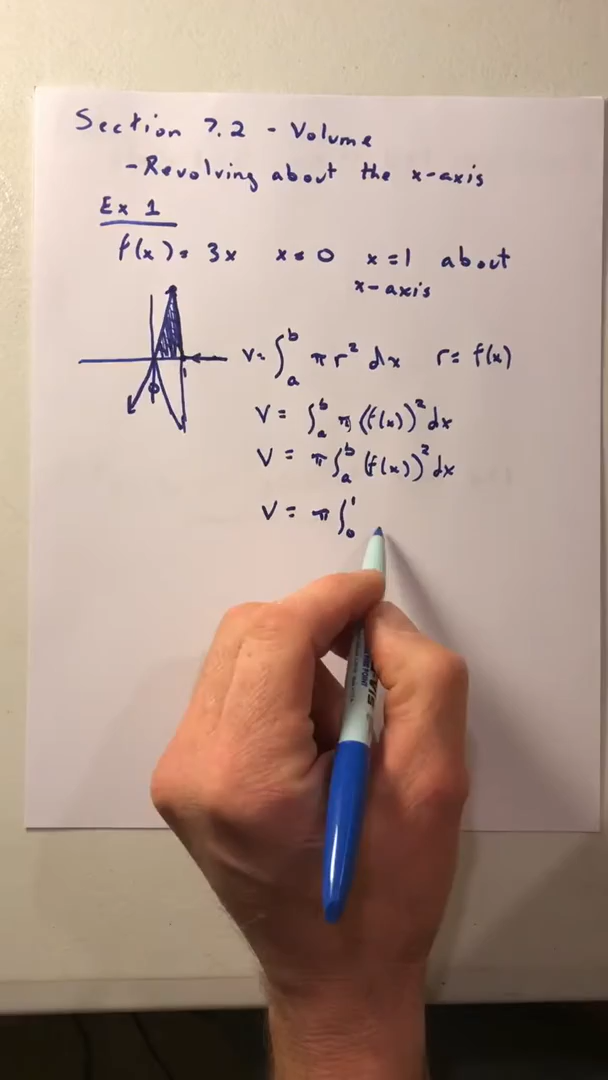 Section 7.2 - Volume
- Revolving about the x-axis
Ex 1
f(x) = 3x   x = 0   x = 1 about
x-axis
V = ∫_a^b π r² dx   r = f(x)
V = ∫_a^b π (f(x))² dx
V = π ∫_a^b (f(x))² dx
V = π ∫_0^1